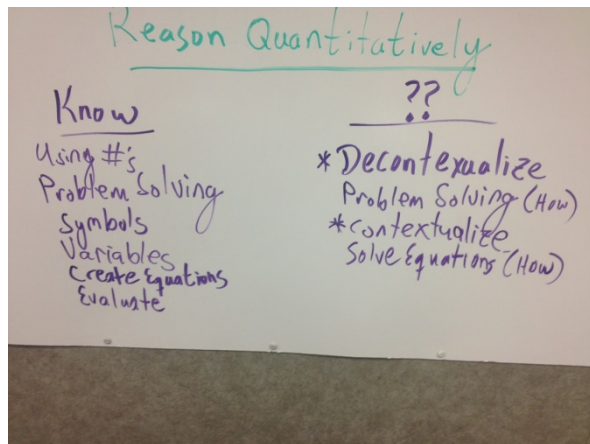 Reason Quantitatively
Know
Using #'s
Problem Solving
Symbols
Variables
Create Equations
Evaluate
??
*Decontexualize
Problem Solving (How)
*contextualize
Solve Equations (How)